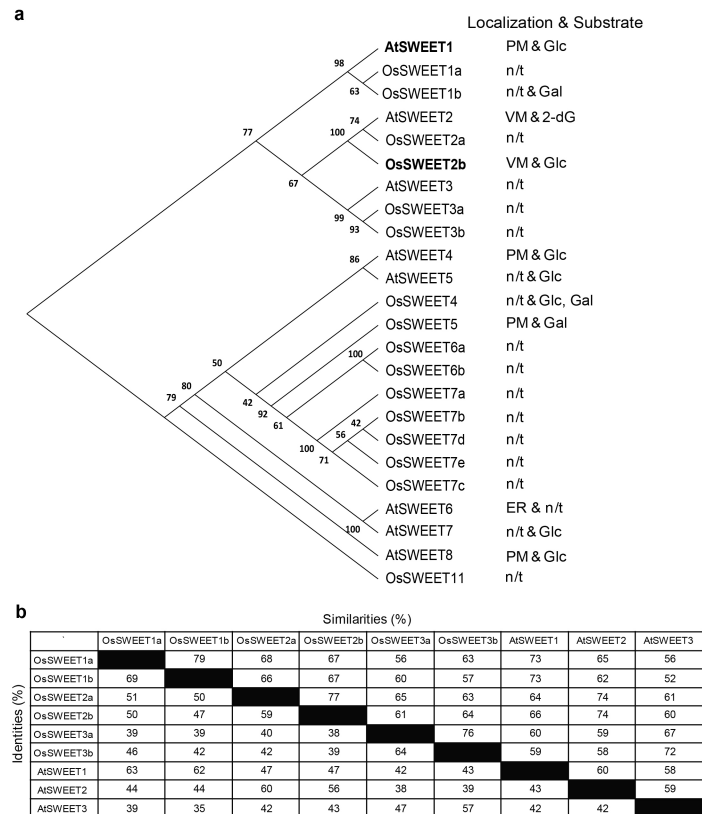 a
Localization & Substrate
AtSWEET1 PM & Glc
98
OsSWEET1a n/t
63
OsSWEET1b n/t & Gal
74
AtSWEET2 VM & 2-dG
77
100
OsSWEET2a n/t
OsSWEET2b VM & Glc
67
AtSWEET3 n/t
99
OsSWEET3a n/t
93
OsSWEET3b n/t
86
AtSWEET4 PM & Glc
AtSWEET5 n/t & Glc
OsSWEET4 n/t & Glc, Gal
OsSWEET5 PM & Gal
100
OsSWEET6a n/t
50
OsSWEET6b n/t
80
79
42
OsSWEET7a n/t
92
61
42
OsSWEET7b n/t
56
OsSWEET7d n/t
100
71
OsSWEET7e n/t
OsSWEET7c n/t
AtSWEET6 ER & n/t
100
AtSWEET7 n/t & Glc
AtSWEET8 PM & Glc
OsSWEET11 n/t
b
Similarities (%)
Identities (%)
OsSWEET1a OsSWEET1b OsSWEET2a OsSWEET2b OsSWEET3a OsSWEET3b AtSWEET1 AtSWEET2 AtSWEET3
OsSWEET1a 79 68 67 56 63 73 65 56
OsSWEET1b 69 66 67 60 57 73 62 52
OsSWEET2a 51 50 77 65 63 64 74 61
OsSWEET2b 50 47 59 61 64 66 74 60
OsSWEET3a 39 39 40 38 76 60 59 67
OsSWEET3b 46 42 42 39 64 59 58 72
AtSWEET1 63 62 47 47 42 43 60 58
AtSWEET2 44 44 60 56 38 39 43 59
AtSWEET3 39 35 42 43 47 57 42 42